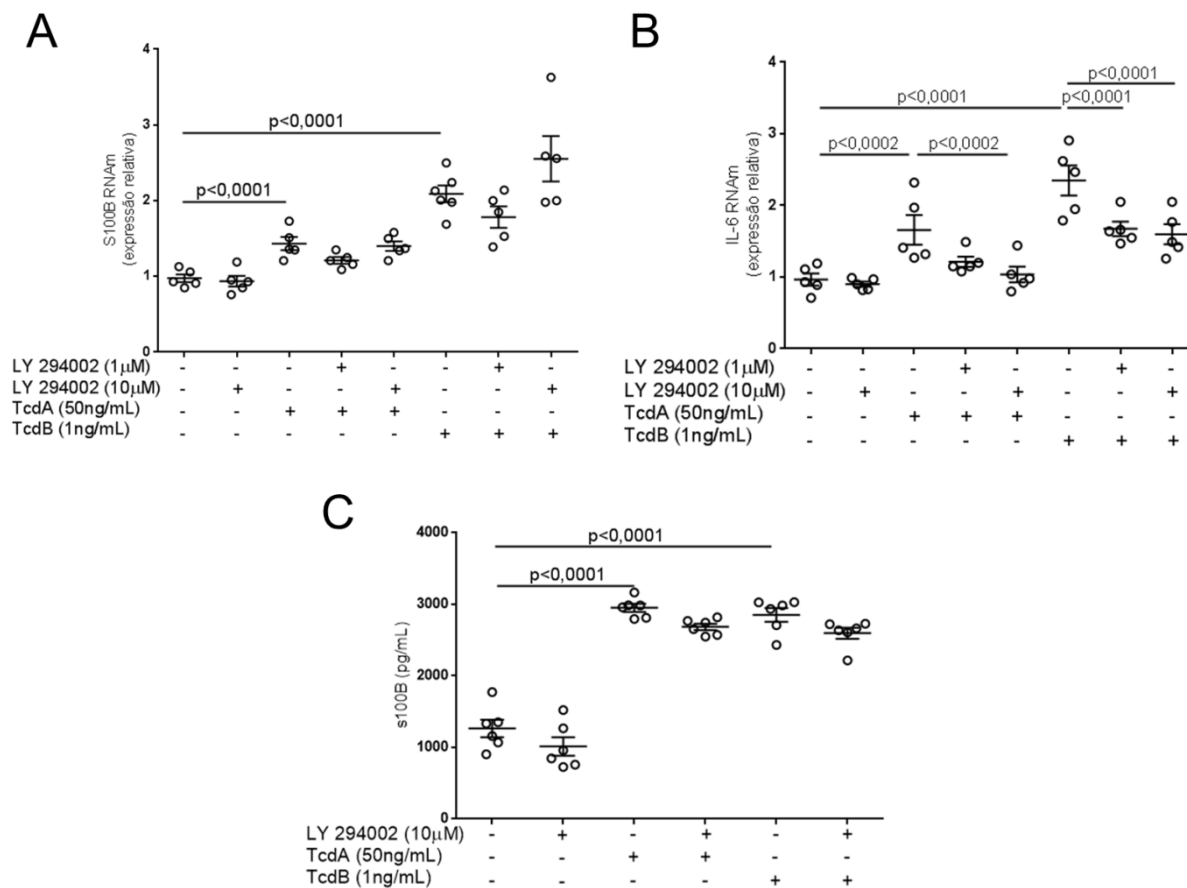 A
S100B RNAm
(expressão relativa)
4
3
2
1
0
p<0,0001
p<0,0001
LY 294002 (1μM) - - - + - - + -
LY 294002 (10μM) - + - - + - - +
TcdA (50ng/mL) - - + + + - - -
TcdB (1ng/mL) - - - - - + + +
B
IL-6 RNAm
(expressão relativa)
4
3
2
1
0
p<0,0001
p<0,0001
p<0,0001
p<0,0002
p<0,0002
LY 294002 (1μM) - - - + - - + -
LY 294002 (10μM) - + - - + - - +
TcdA (50ng/mL) - - + + + - - -
TcdB (1ng/mL) - - - - - + + +
C
s100B (pg/mL)
4000
3000
2000
1000
0
p<0,0001
p<0,0001
LY 294002 (10μM) - + - + - +
TcdA (50ng/mL) - - + + - -
TcdB (1ng/mL) - - - - + +